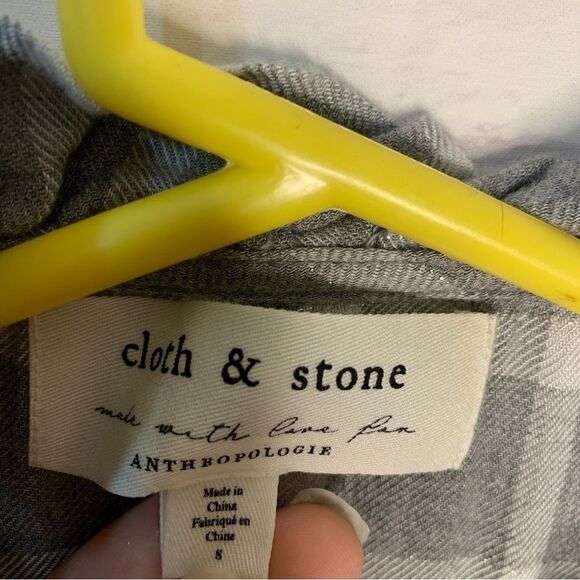 cloth & stone
made with love for
ANTHROPOLOGIE
Made in
China
Fabriqué en
Chine